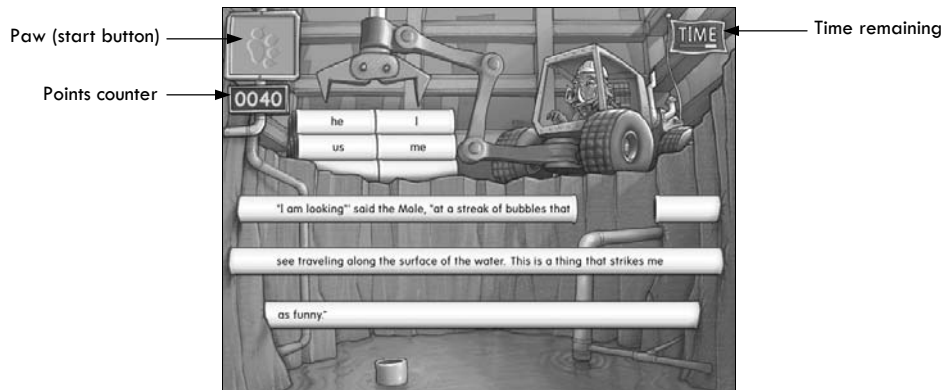 Paw (start button)
TIME
Time remaining
Points counter
0040
he I
us me
"I am looking"' said the Mole, "at a streak of bubbles that
see traveling along the surface of the water. This is a thing that strikes me
as funny."